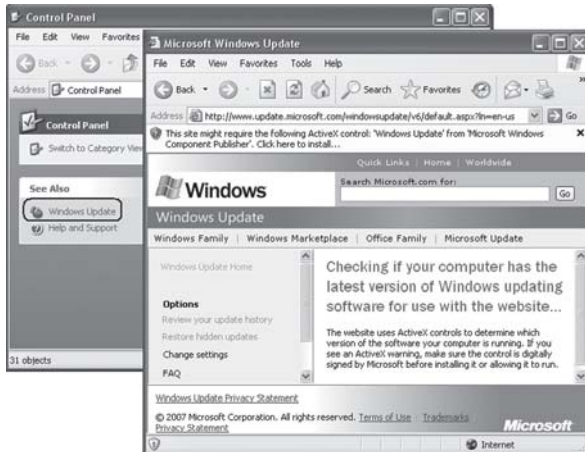 Control Panel
File Edit View Favorites
Back
Address Control Panel
Control Panel
Switch to Category View
See Also
Windows Update
Help and Support
31 objects
Microsoft Windows Update
File Edit View Favorites Tools Help
Back Search Favorites
Address http://www.update.microsoft.com/windowsupdate/v6/default.aspx?ln=en-us Go
This site might require the following ActiveX control: 'Windows Update' from 'Microsoft Windows
Component Publisher'. Click here to install...
Quick Links | Home | Worldwide
Windows
Search Microsoft.com for:
Go
Windows Update
Windows Family | Windows Marketplace | Office Family | Microsoft Update
Windows Update Home
Options
Review your update history
Restore hidden updates
Change settings
FAQ
Checking if your computer has the
latest version of Windows updating
software for use with the website...
The website uses ActiveX controls to determine which
version of the software your computer is running. If you
see an ActiveX warning, make sure the control is digitally
signed by Microsoft before installing it or allowing it to run.
Windows Update Privacy Statement
© 2007 Microsoft Corporation. All rights reserved. Terms of Use | Trademarks
Privacy Statement
Microsoft
Internet